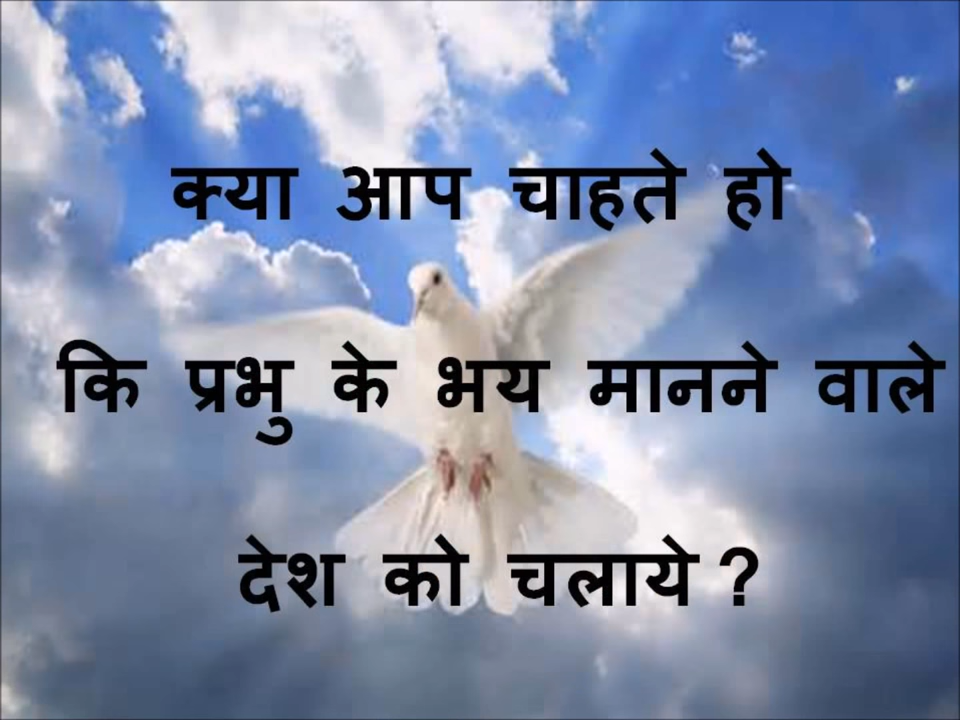 क्या आप चाहते हो
कि प्रभु के भय मानने वाले
देश को चलाये ?